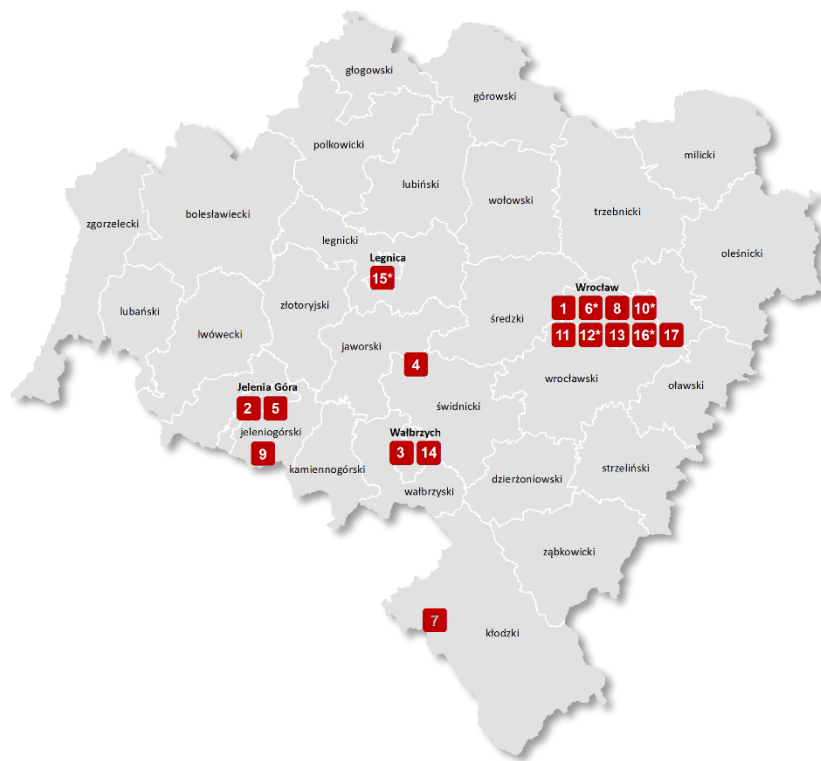 głogowski
górowski
polkowicki
milicki
lubiński
wołowski
trzebnicki
bolesławiecki
zgorzelecki
legnicki
oleśnicki
Legnica
15*
Wrocław
1 6* 8 10*
11 12* 13 16* 17
złotoryjski
lubański
średzki
lwówecki
jaworski
4
wrocławski
oławski
Jelenia Góra
2 5
świdnicki
jeleniogórski
Wałbrzych
9
3 14
kamiennogórski
strzeliński
dzierżoniowski
wałbrzyski
ząbkowicki
7
kłodzki